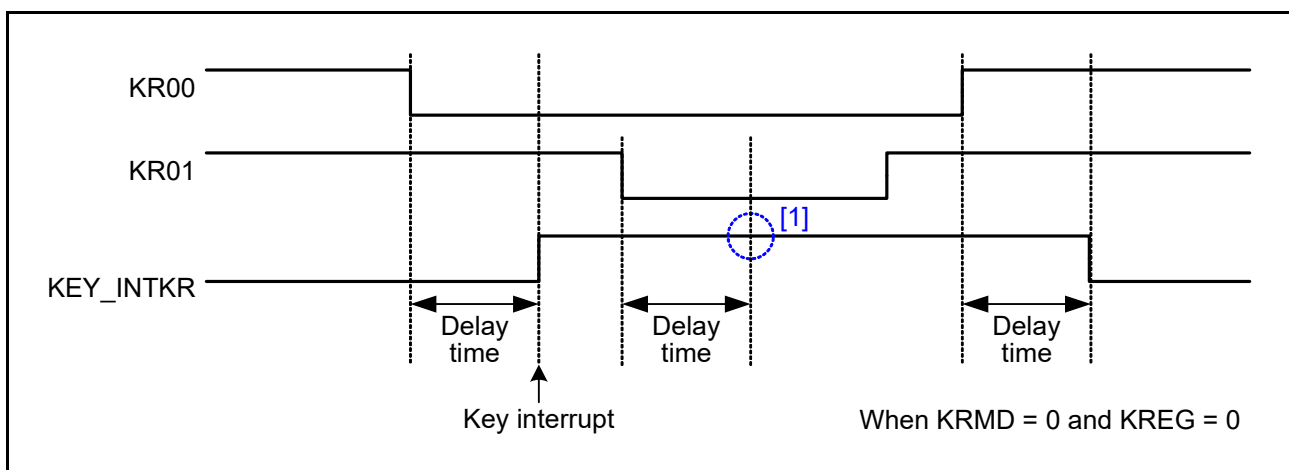 KR00
KR01
[1]
KEY_INTKR
Delay
time
Delay
time
Delay
time
Key interrupt
When KRMD = 0 and KREG = 0